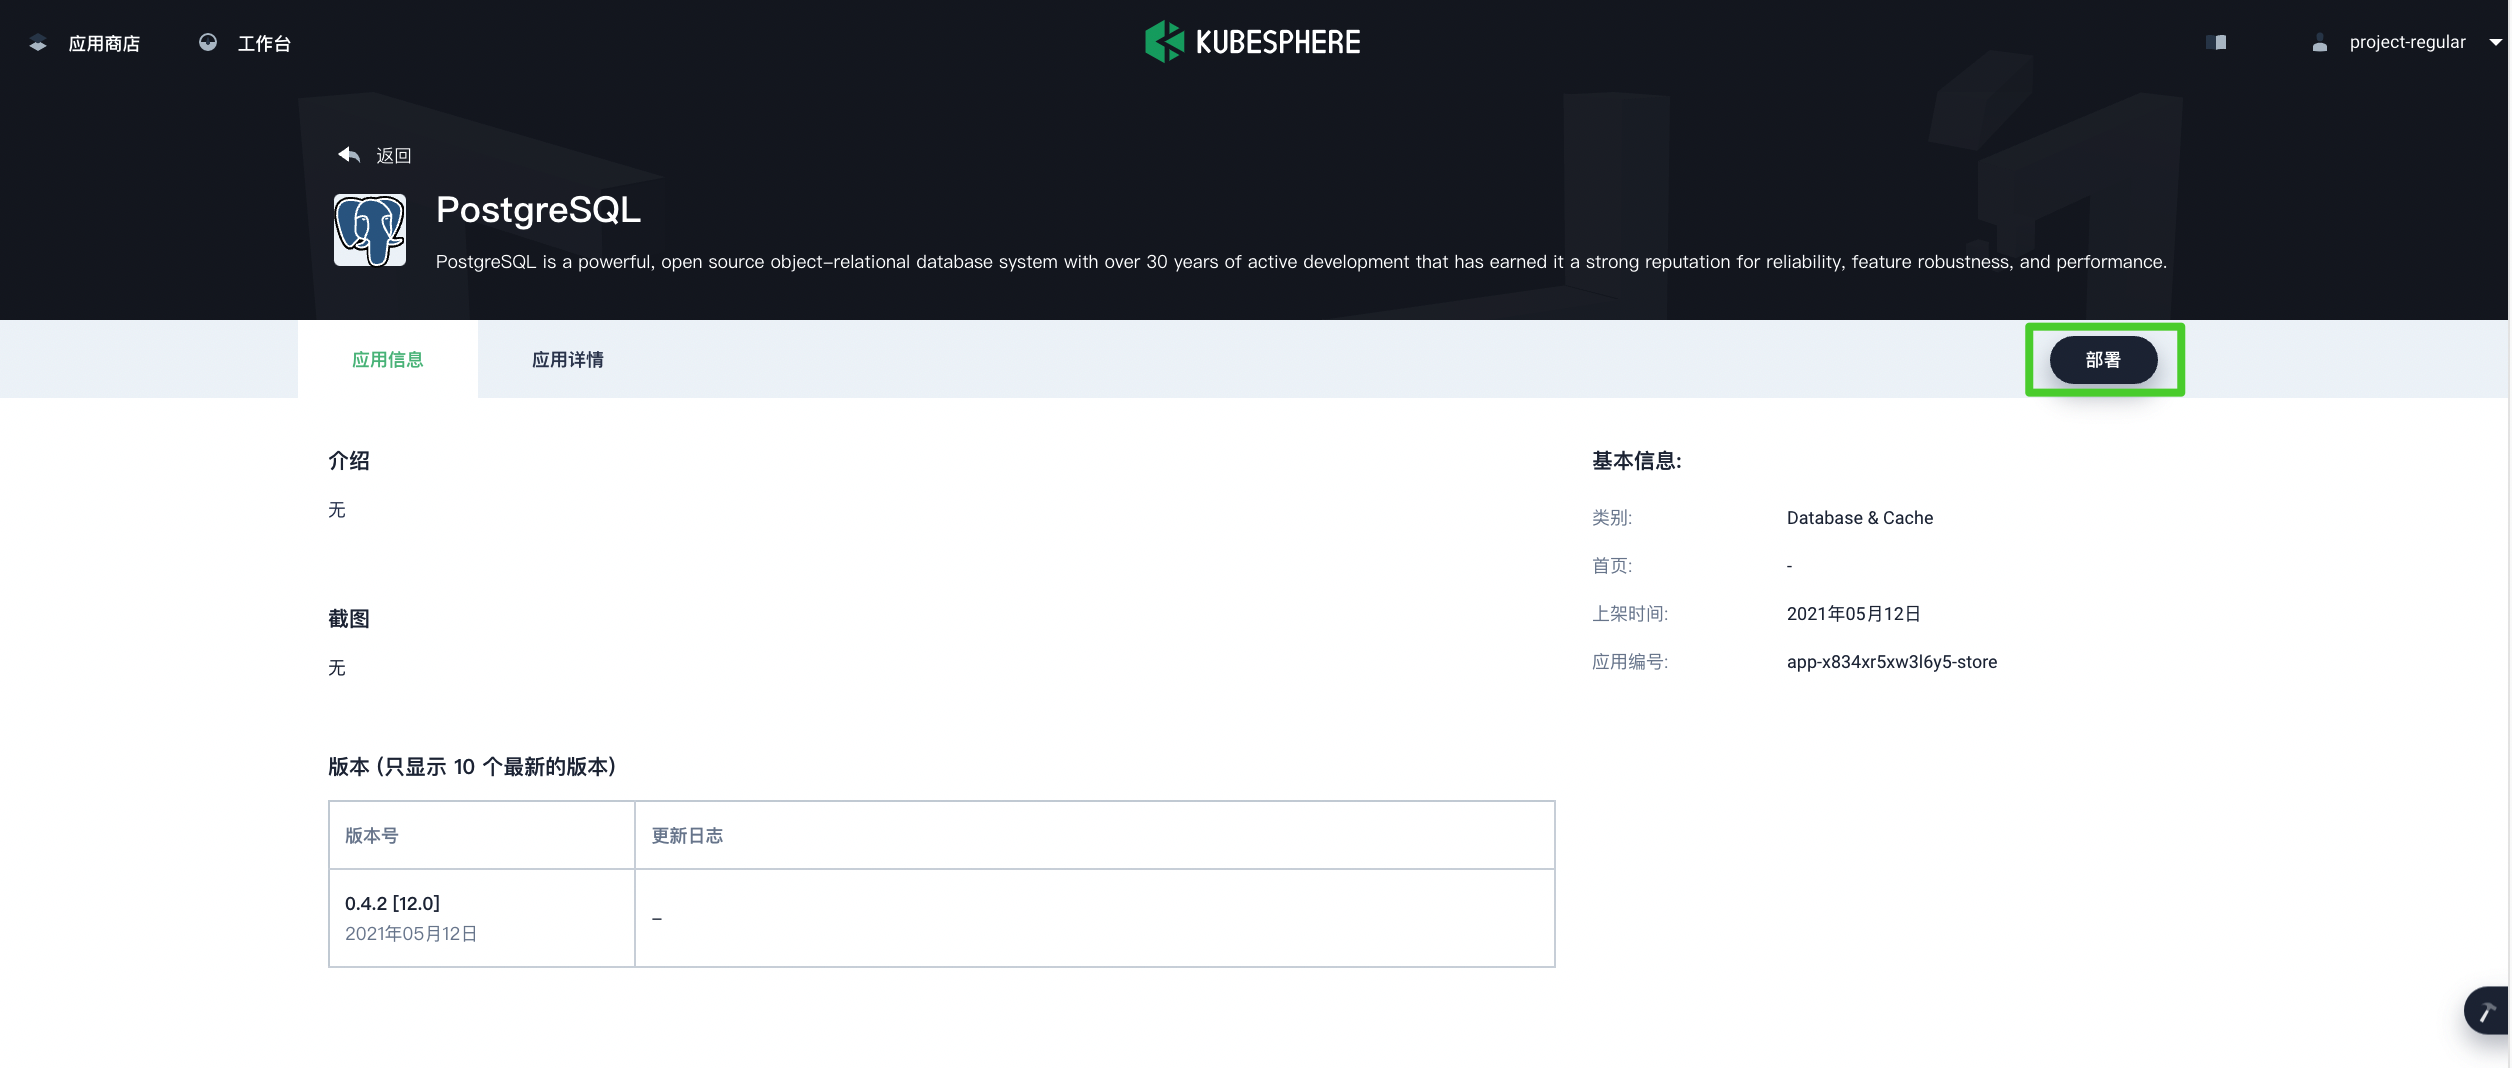 应用商店 工作台 KUBESPHERE project-regular
返回
PostgreSQL
PostgreSQL is a powerful, open source object-relational database system with over 30 years of active development that has earned it a strong reputation for reliability, feature robustness, and performance.
应用信息 应用详情 部署
介绍
无
截图
无
版本 (只显示 10 个最新的版本)
版本号 更新日志
0.4.2 [12.0] -
2021年05月12日
基本信息:
类别: Database & Cache
首页: -
上架时间: 2021年05月12日
应用编号: app-x834xr5xw3l6y5-store